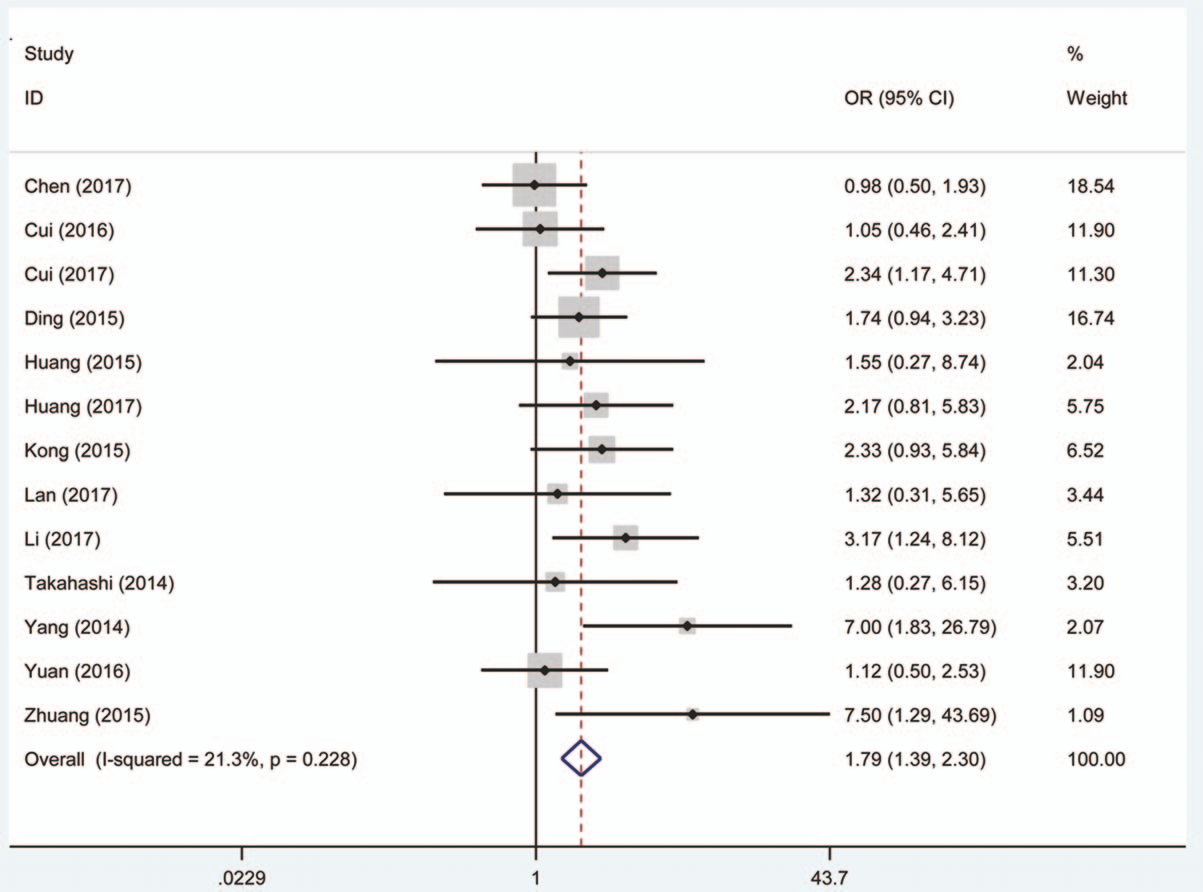 Study %
ID OR (95% CI) Weight
Chen (2017) 0.98 (0.50, 1.93) 18.54
Cui (2016) 1.05 (0.46, 2.41) 11.90
Cui (2017) 2.34 (1.17, 4.71) 11.30
Ding (2015) 1.74 (0.94, 3.23) 16.74
Huang (2015) 1.55 (0.27, 8.74) 2.04
Huang (2017) 2.17 (0.81, 5.83) 5.75
Kong (2015) 2.33 (0.93, 5.84) 6.52
Lan (2017) 1.32 (0.31, 5.65) 3.44
Li (2017) 3.17 (1.24, 8.12) 5.51
Takahashi (2014) 1.28 (0.27, 6.15) 3.20
Yang (2014) 7.00 (1.83, 26.79) 2.07
Yuan (2016) 1.12 (0.50, 2.53) 11.90
Zhuang (2015) 7.50 (1.29, 43.69) 1.09
Overall (I-squared = 21.3%, p = 0.228) 1.79 (1.39, 2.30) 100.00
.0229 1 43.7